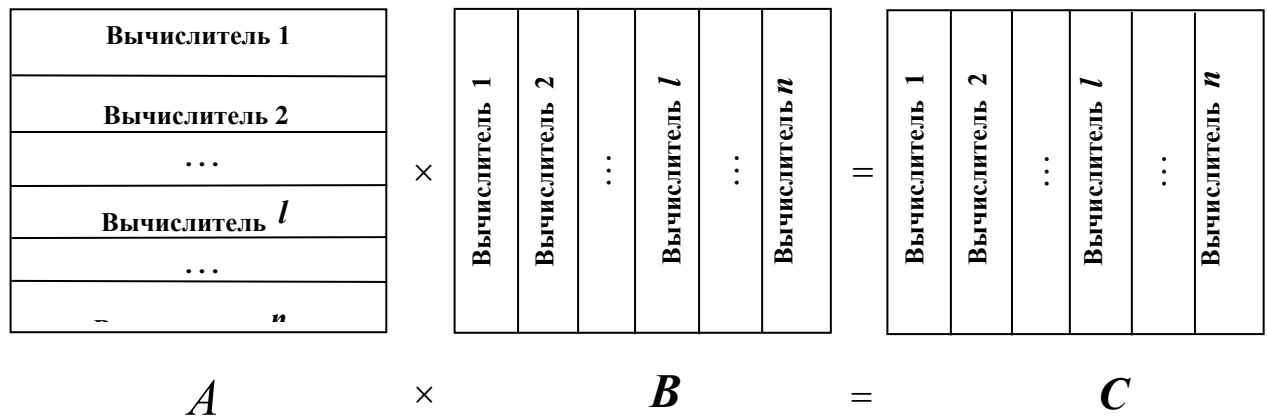 Вычислитель 1
Вычислитель 2
...
Вычислитель l
...
n
×
Вычислитель 1
Вычислитель 2
...
Вычислитель l
...
Вычислитель n
=
Вычислитель 1
Вычислитель 2
...
Вычислитель l
...
Вычислитель n
A × B = C